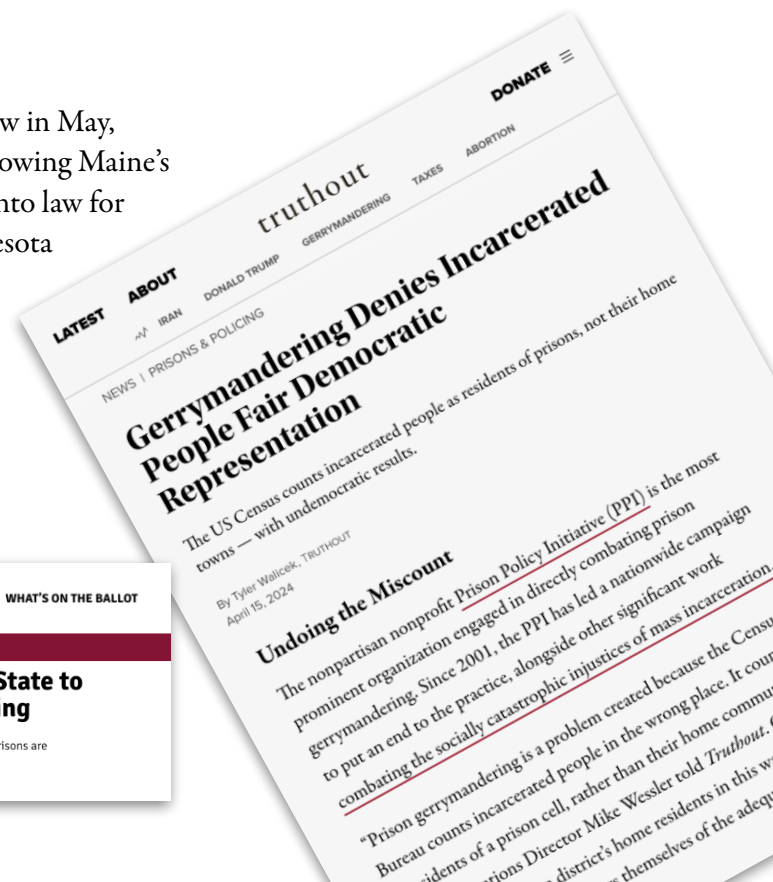 w in May,
owing Maine's
nto law for
esota
DONATE
truthout
LATEST ABOUT
IRAN DONALD TRUMP GERRYMANDERING TAXES ABORTION
NEWS | PRISONS & POLICING
Gerrymandering Denies Incarcerated
People Fair Democratic
Representation
The US Census counts incarcerated people as residents of prisons, not their home
towns — with undemocratic results.
By Tyler Walicek, TRUTHOUT
April 15, 2024
Undoing the Miscount
The nonpartisan nonprofit Prison Policy Initiative (PPI) is the most
prominent organization engaged in directly combating prison
gerrymandering. Since 2001, the PPI has led a nationwide campaign
to put an end to the practice, alongside other significant work
combating the socially catastrophic injustices of mass incarceration.
“Prison gerrymandering is a problem created because the Censu
Bureau counts incarcerated people in the wrong place. It coun
idents of a prison cell, rather than their home commu
tions Director Mike Wessler told Truthout.
district's home residents in this wa
themselves of the adequ
WHAT'S ON THE BALLOT
State to
ing
risons are